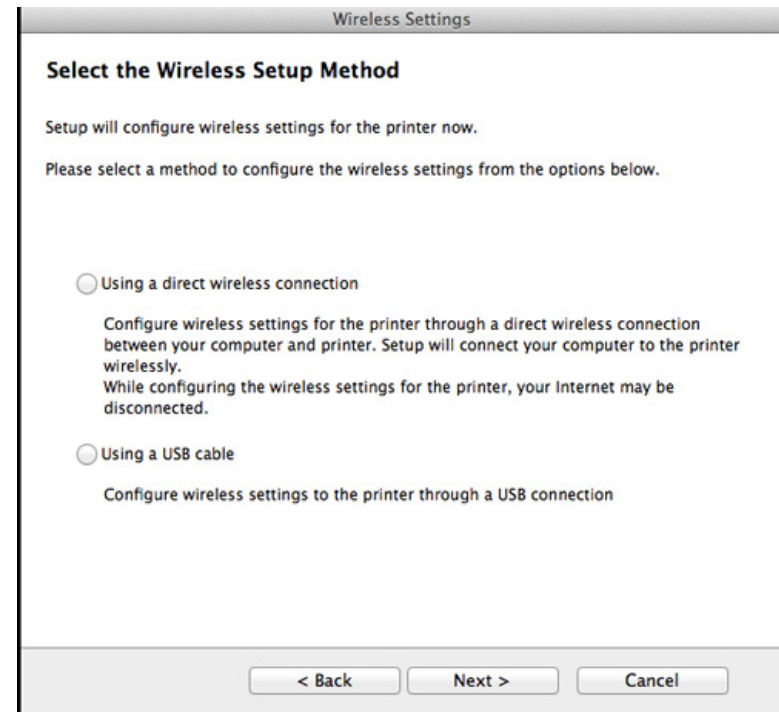 Wireless Settings
Select the Wireless Setup Method
Setup will configure wireless settings for the printer now.
Please select a method to configure the wireless settings from the options below.
Using a direct wireless connection
Configure wireless settings for the printer through a direct wireless connection
between your computer and printer. Setup will connect your computer to the printer
wirelessly.
While configuring the wireless settings for the printer, your Internet may be
disconnected.
Using a USB cable
Configure wireless settings to the printer through a USB connection
< Back Next > Cancel